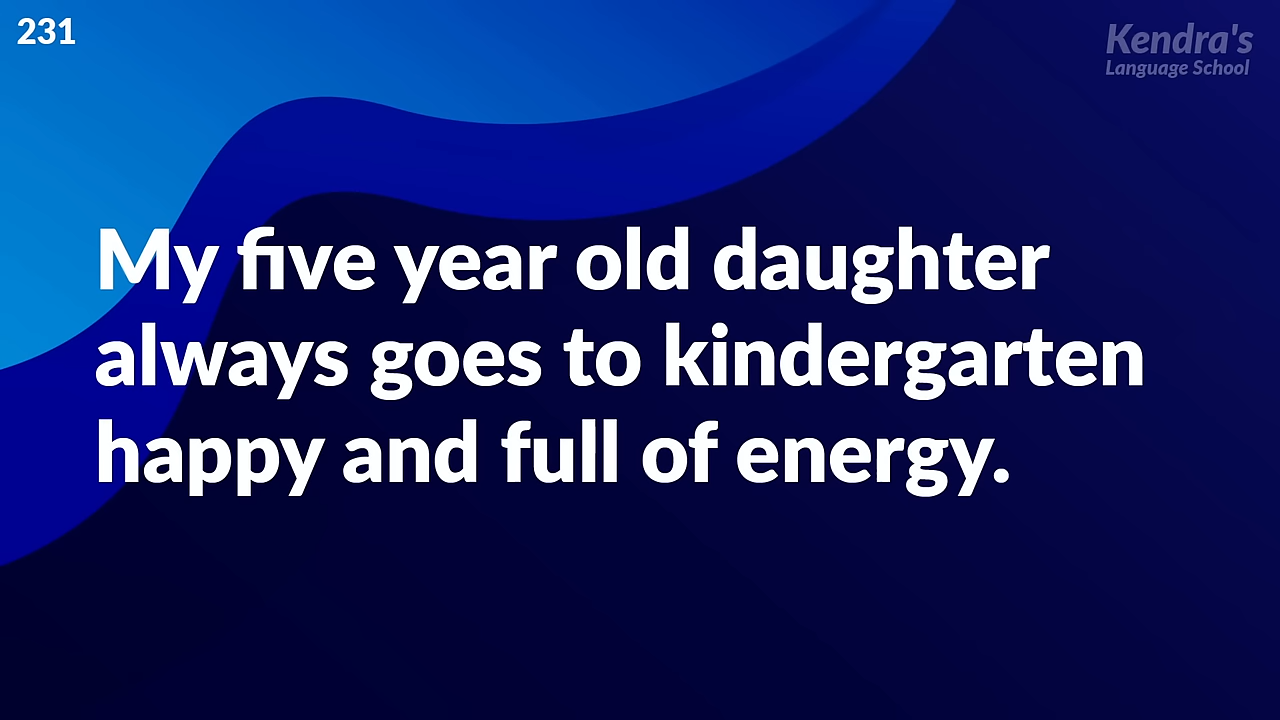 231
Kendra's
Language School
My five year old daughter
always goes to kindergarten
happy and full of energy.